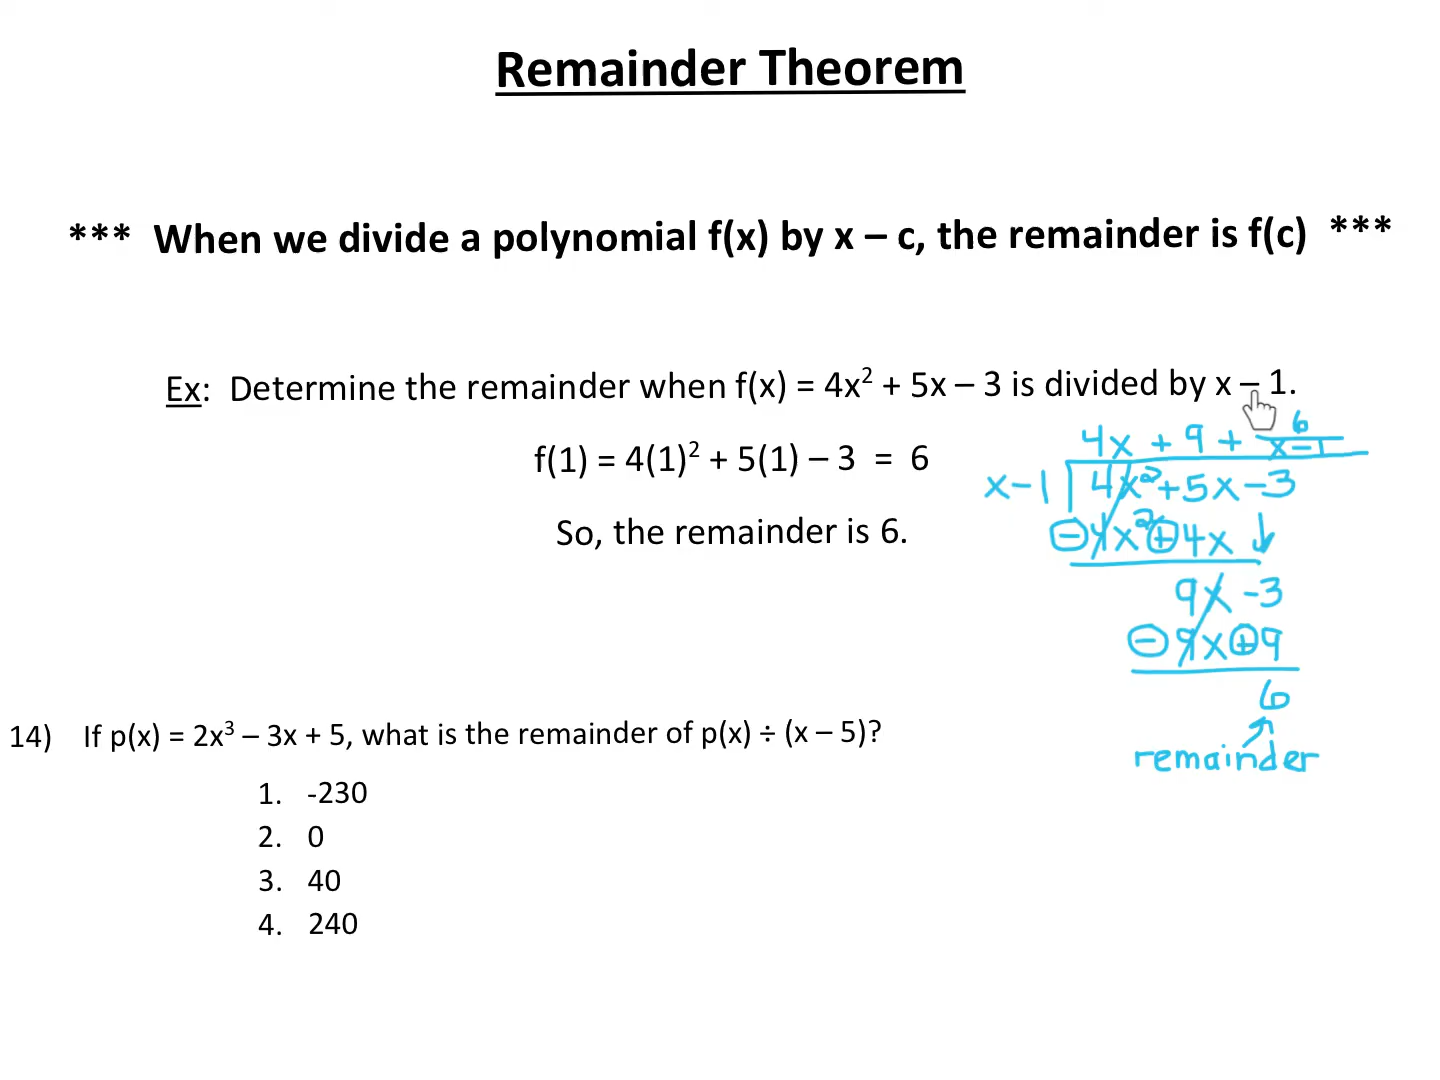 Remainder Theorem
*** When we divide a polynomial f(x) by x – c, the remainder is f(c) ***
Ex: Determine the remainder when f(x) = 4x² + 5x – 3 is divided by x – 1.
f(1) = 4(1)² + 5(1) – 3 = 6
So, the remainder is 6.
4x + 9 + 6/(x-1)
x-1 4x²+5x-3
- 4x² + 4x ↓
9x -3
- 9x + 9
6
remainder
14) If p(x) = 2x³ – 3x + 5, what is the remainder of p(x) ÷ (x – 5)?
1. -230
2. 0
3. 40
4. 240